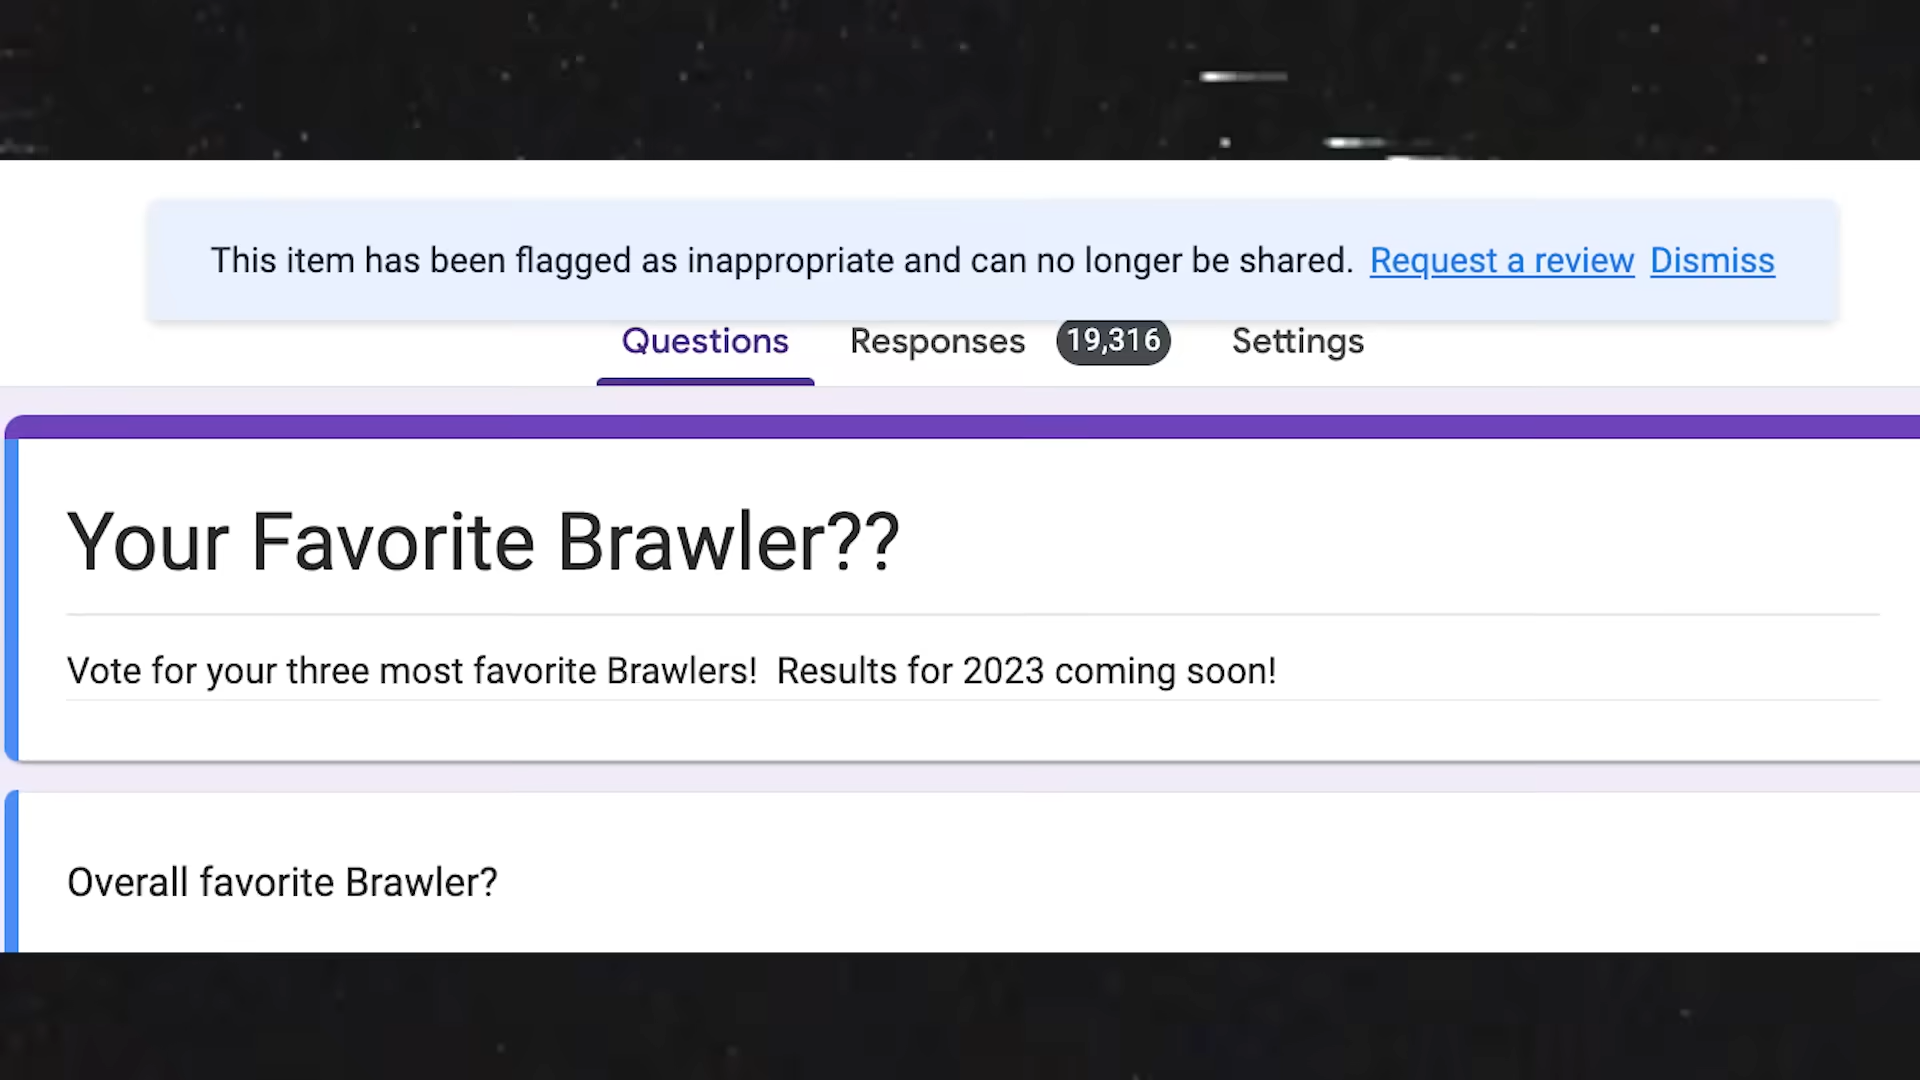 This item has been flagged as inappropriate and can no longer be shared. Request a review Dismiss
Questions Responses 19,316 Settings
Your Favorite Brawler??
Vote for your three most favorite Brawlers!  Results for 2023 coming soon!
Overall favorite Brawler?